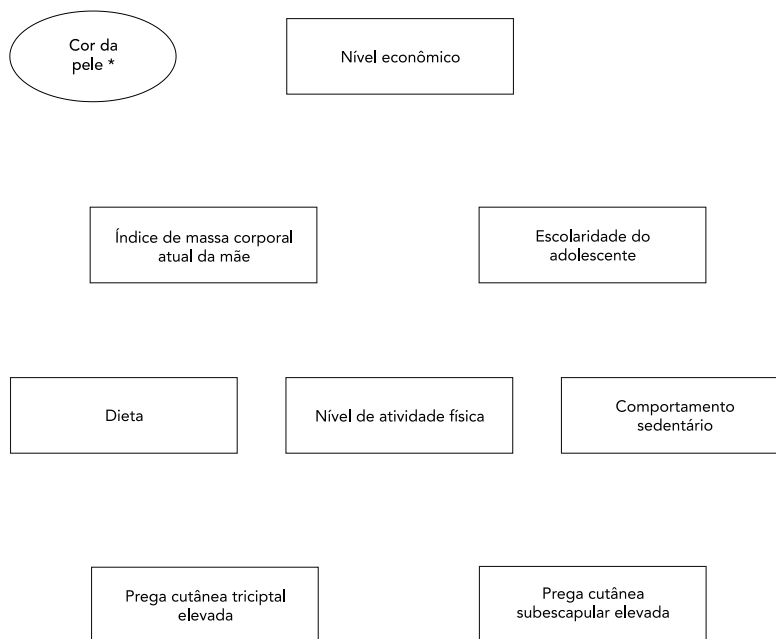 Cor da
pele *
Nível econômico
Índice de massa corporal
atual da mãe
Escolaridade do
adolescente
Dieta
Nível de atividade física
Comportamento
sedentário
Prega cutânea triciptal
elevada
Prega cutânea
subescapular elevada